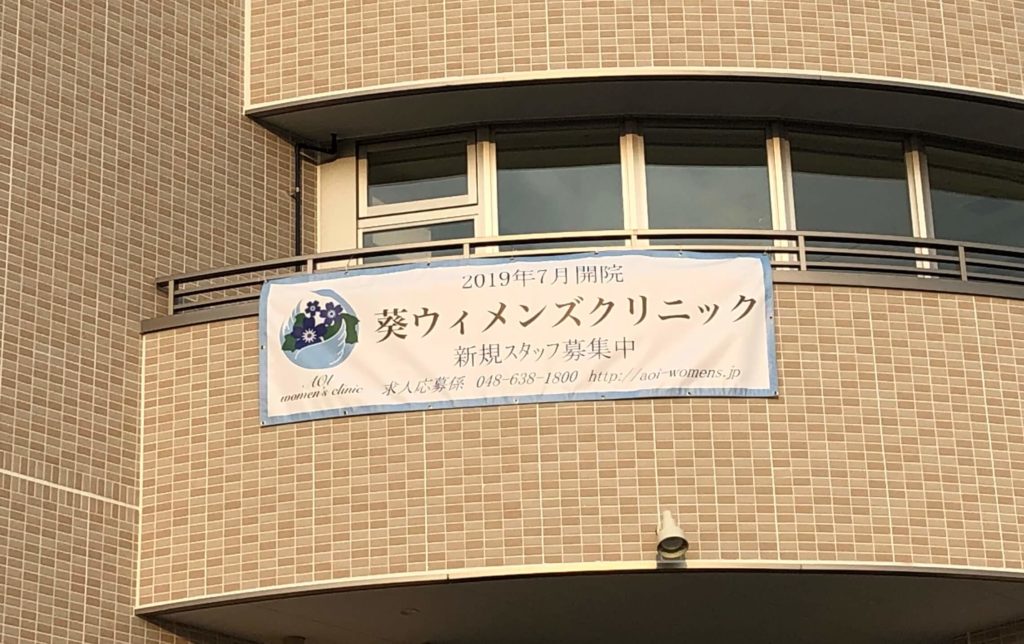 2019年7月開院
葵ウィメンズクリニック
新規スタッフ募集中
求人応募係 048-638-1800 http://aoi-womens.jp
AOI
women's clinic